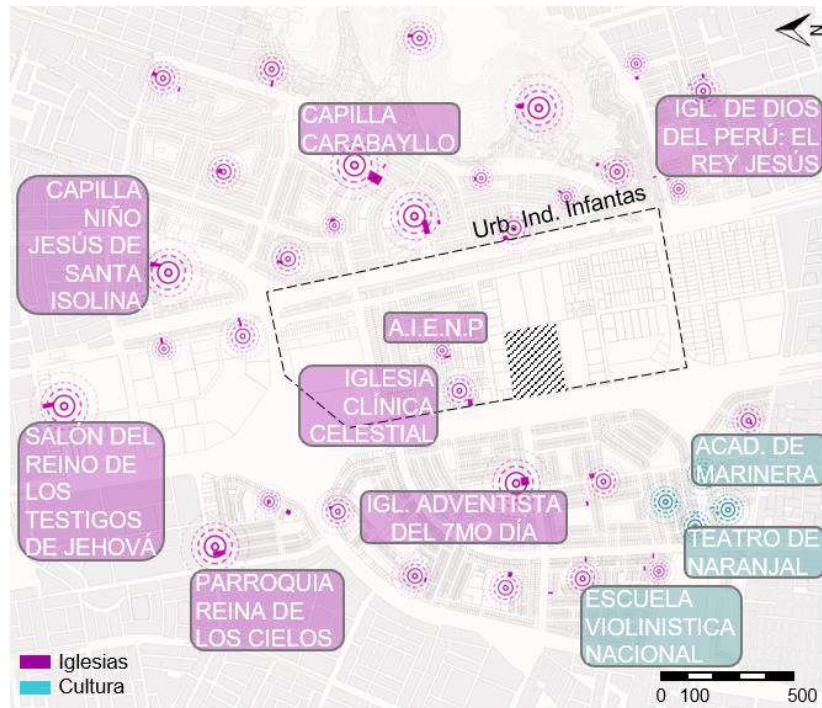 N
CAPILLA
CARABAYLLO
IGL. DE DIOS
DEL PERÚ: EL
REY JESÚS
CAPILLA
NIÑO
JESÚS DE
SANTA
ISOLINA
Urb. Ind. Infantas
A.I.E.N.P
IGLESIA
CLÍNICA
CELESTIAL
SALÓN DEL
REINO DE
LOS
TESTIGOS
DE JEHOVÁ
ACAD. DE
MARINERA
IGL. ADVENTISTA
DEL 7MO DÍA
TEATRO DE
NARANJAL
PARROQUIA
REINA DE
LOS CIELOS
ESCUELA
VIOLINISTICA
NACIONAL
Iglesias
Cultura
0 100 500